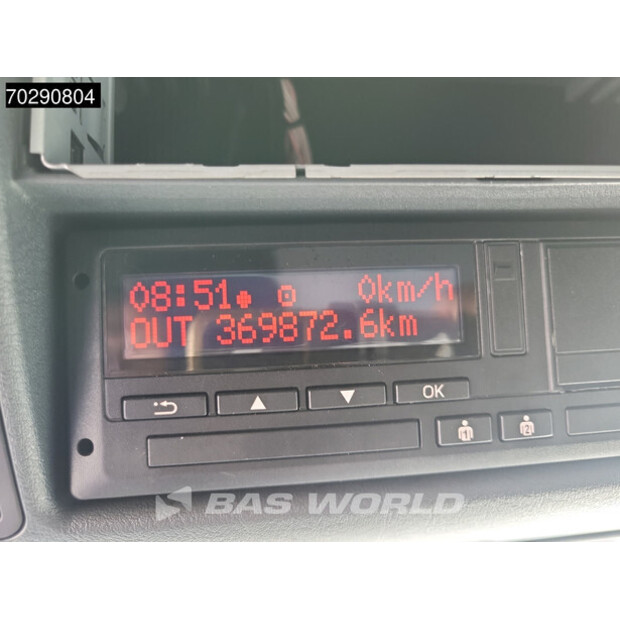 70290804
08:51 0km/h
OUT 369872.6km
OK
1 2
BAS WORLD